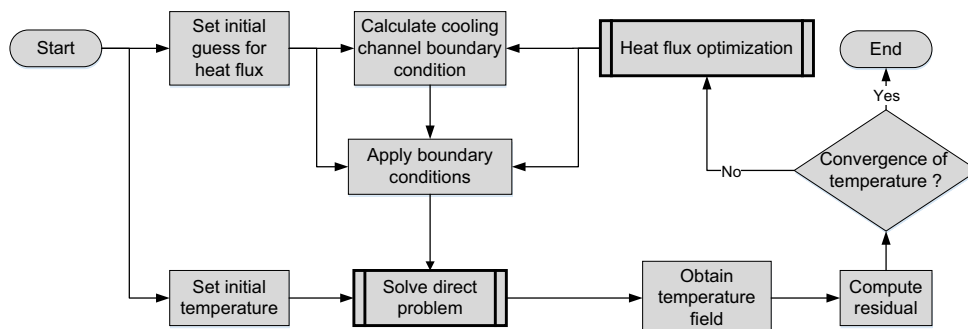 Start
Set initial
guess for
heat flux
Calculate cooling
channel boundary
condition
Heat flux optimization
End
Yes
Apply boundary
conditions
No
Convergence of
temperature ?
Set initial
temperature
Solve direct
problem
Obtain
temperature
field
Compute
residual